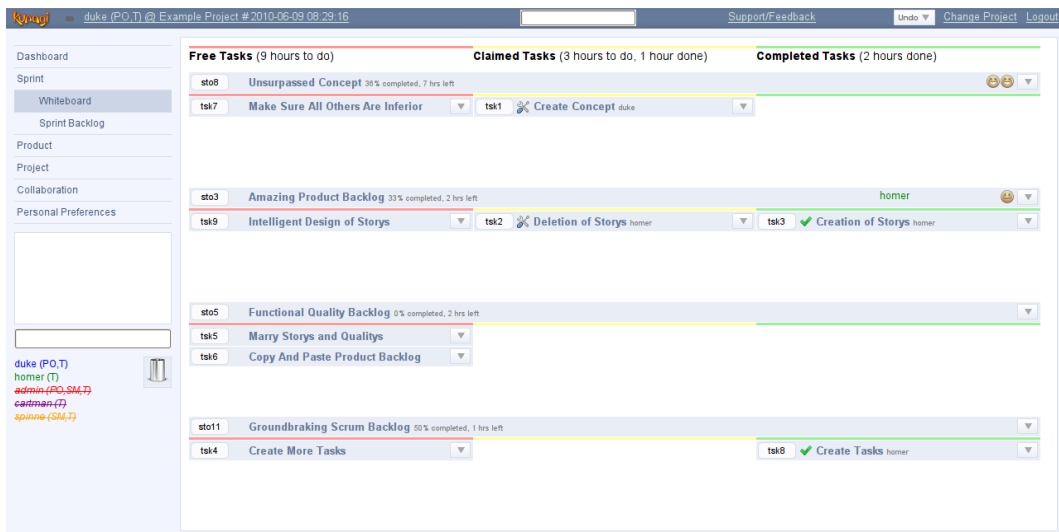 kunagi duke (PO,T) @ Example Project # 2010-06-09 08:29:16 Support/Feedback Undo Change Project Logout
Dashboard
Sprint
Whiteboard
Sprint Backlog
Product
Project
Collaboration
Personal Preferences
duke (PO,T)
homer (T)
admin (PO,SM,T)
cartman (T)
spinne (SM,T)
Free Tasks (9 hours to do) Claimed Tasks (3 hours to do, 1 hour done) Completed Tasks (2 hours done)
sto8 Unsurpassed Concept 36% completed, 7 hrs left
tsk7 Make Sure All Others Are Inferior tsk1 Create Concept duke
sto3 Amazing Product Backlog 33% completed, 2 hrs left homer
tsk9 Intelligent Design of Storys tsk2 Deletion of Storys homer tsk3 Creation of Storys homer
sto5 Functional Quality Backlog 0% completed, 2 hrs left
tsk5 Marry Storys and Qualitys
tsk6 Copy And Paste Product Backlog
sto11 Groundbraking Scrum Backlog 50% completed, 1 hrs left
tsk4 Create More Tasks tsk8 Create Tasks homer